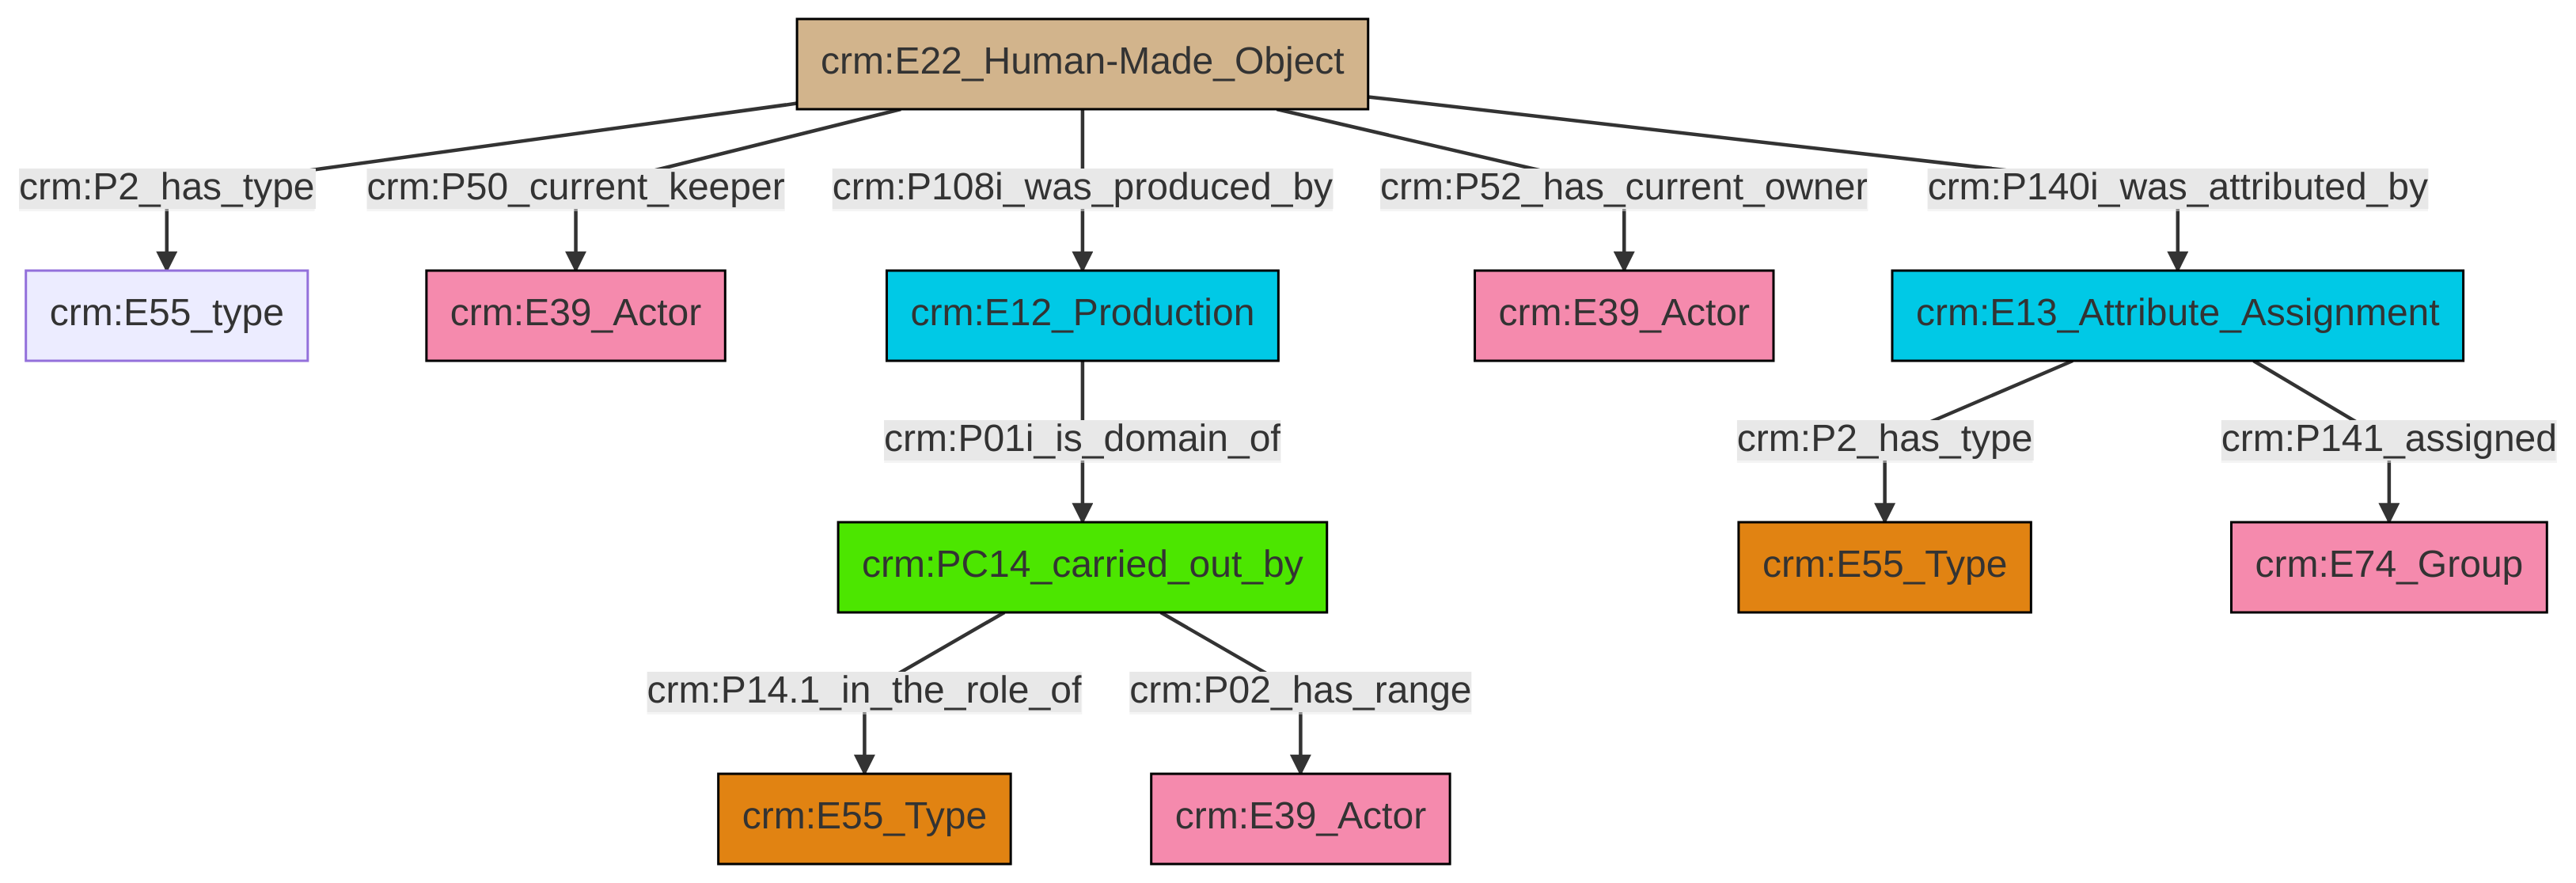 crm:E22_Human-Made_Object
crm:P2_has_type
crm:P50_current_keeper
crm:P108i_was_produced_by
crm:P52_has_current_owner
crm:P140i_was_attributed_by
crm:E55_type
crm:E39_Actor
crm:E12_Production
crm:E39_Actor
crm:E13_Attribute_Assignment
crm:P01i_is_domain_of
crm:P2_has_type
crm:P141_assigned
crm:PC14_carried_out_by
crm:E55_Type
crm:E74_Group
crm:P14.1_in_the_role_of
crm:P02_has_range
crm:E55_Type
crm:E39_Actor